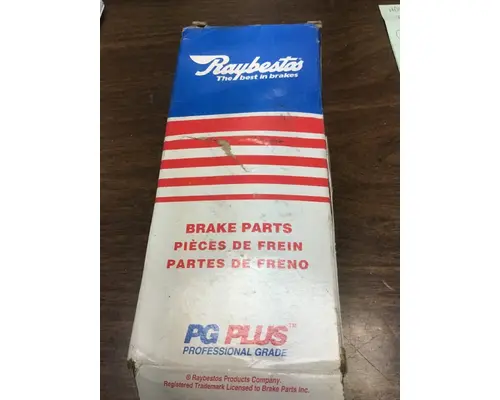 Raybestos
The best in brakes
BRAKE PARTS
PIÈCES DE FREIN
PARTES DE FRENO
PG PLUS™
PROFESSIONAL GRADE
© Raybestos Products Company.
Registered Trademark Licensed to Brake Parts Inc.